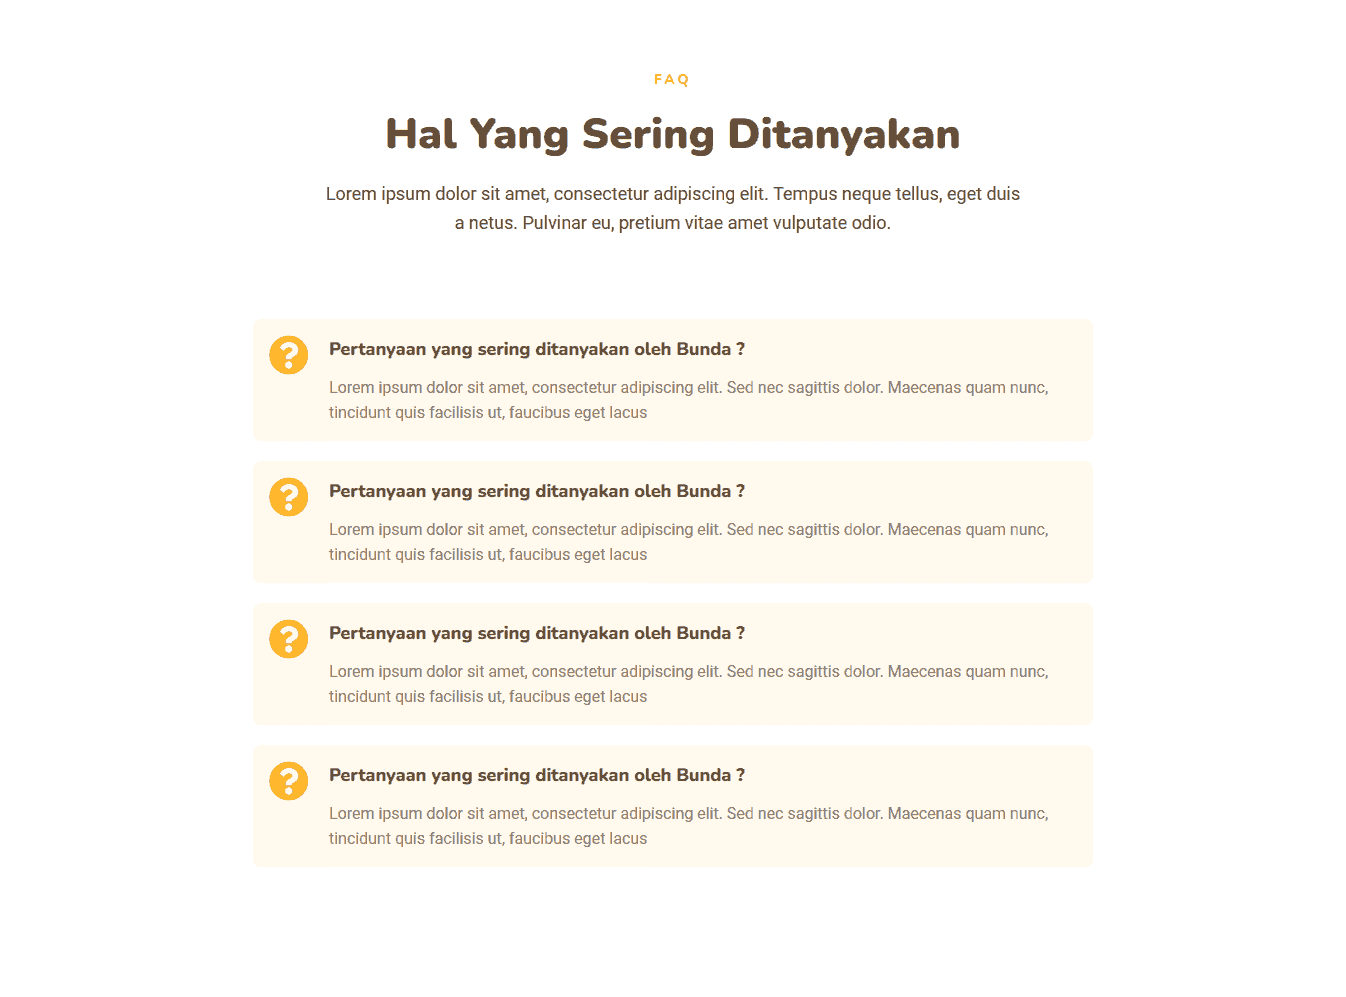 FAQ
Hal Yang Sering Ditanyakan
Lorem ipsum dolor sit amet, consectetur adipiscing elit. Tempus neque tellus, eget duis
a netus. Pulvinar eu, pretium vitae amet vulputate odio.
Pertanyaan yang sering ditanyakan oleh Bunda ?
Lorem ipsum dolor sit amet, consectetur adipiscing elit. Sed nec sagittis dolor. Maecenas quam nunc,
tincidunt quis facilisis ut, faucibus eget lacus
Pertanyaan yang sering ditanyakan oleh Bunda ?
Lorem ipsum dolor sit amet, consectetur adipiscing elit. Sed nec sagittis dolor. Maecenas quam nunc,
tincidunt quis facilisis ut, faucibus eget lacus
Pertanyaan yang sering ditanyakan oleh Bunda ?
Lorem ipsum dolor sit amet, consectetur adipiscing elit. Sed nec sagittis dolor. Maecenas quam nunc,
tincidunt quis facilisis ut, faucibus eget lacus
Pertanyaan yang sering ditanyakan oleh Bunda ?
Lorem ipsum dolor sit amet, consectetur adipiscing elit. Sed nec sagittis dolor. Maecenas quam nunc,
tincidunt quis facilisis ut, faucibus eget lacus